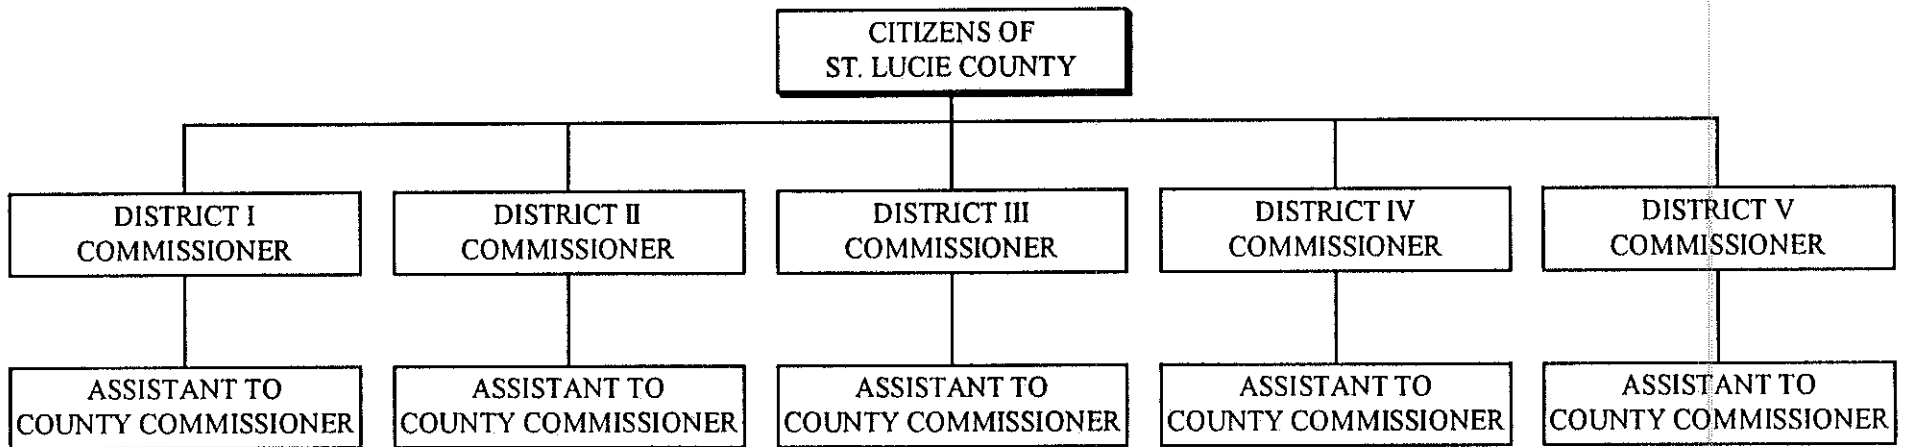 CITIZENS OF
ST. LUCIE COUNTY
DISTRICT I
COMMISSIONER
DISTRICT II
COMMISSIONER
DISTRICT III
COMMISSIONER
DISTRICT IV
COMMISSIONER
DISTRICT V
COMMISSIONER
ASSISTANT TO
COUNTY COMMISSIONER
ASSISTANT TO
COUNTY COMMISSIONER
ASSISTANT TO
COUNTY COMMISSIONER
ASSISTANT TO
COUNTY COMMISSIONER
ASSISTANT TO
COUNTY COMMISSIONER